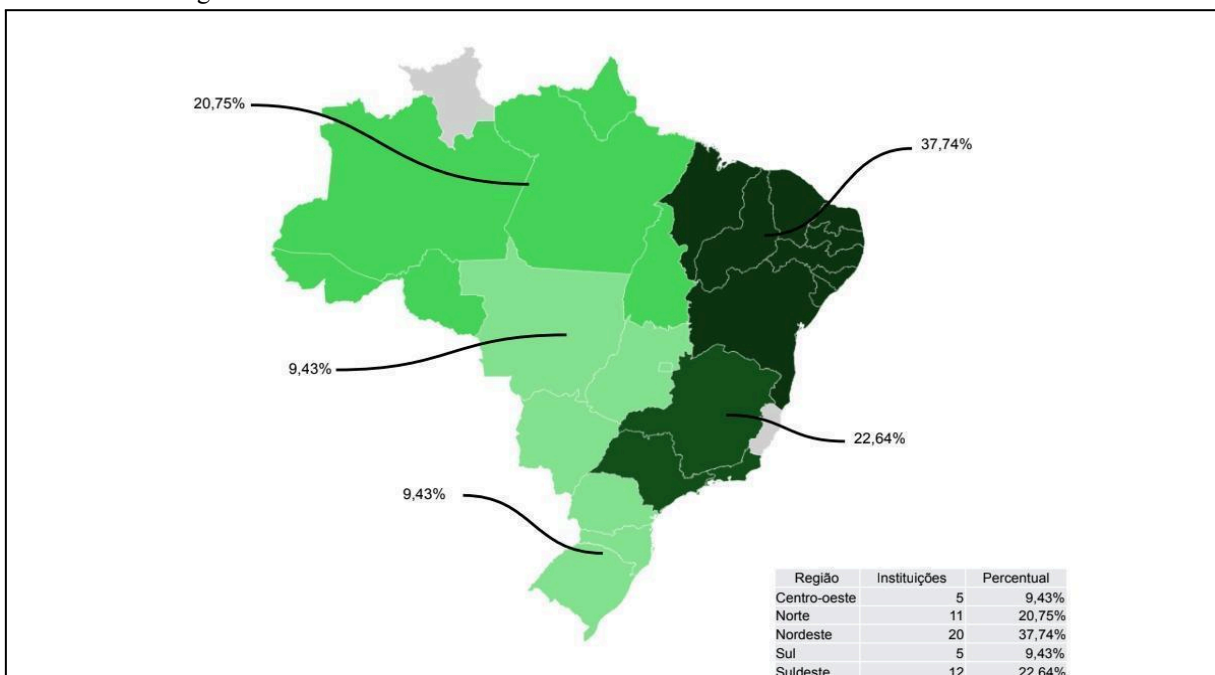 20,75%
37,74%
9,43%
22,64%
9,43%
Região Instituições Percentual
Centro-oeste 5 9,43%
Norte 11 20,75%
Nordeste 20 37,74%
Sul 5 9,43%
Suldeste 12 22,64%